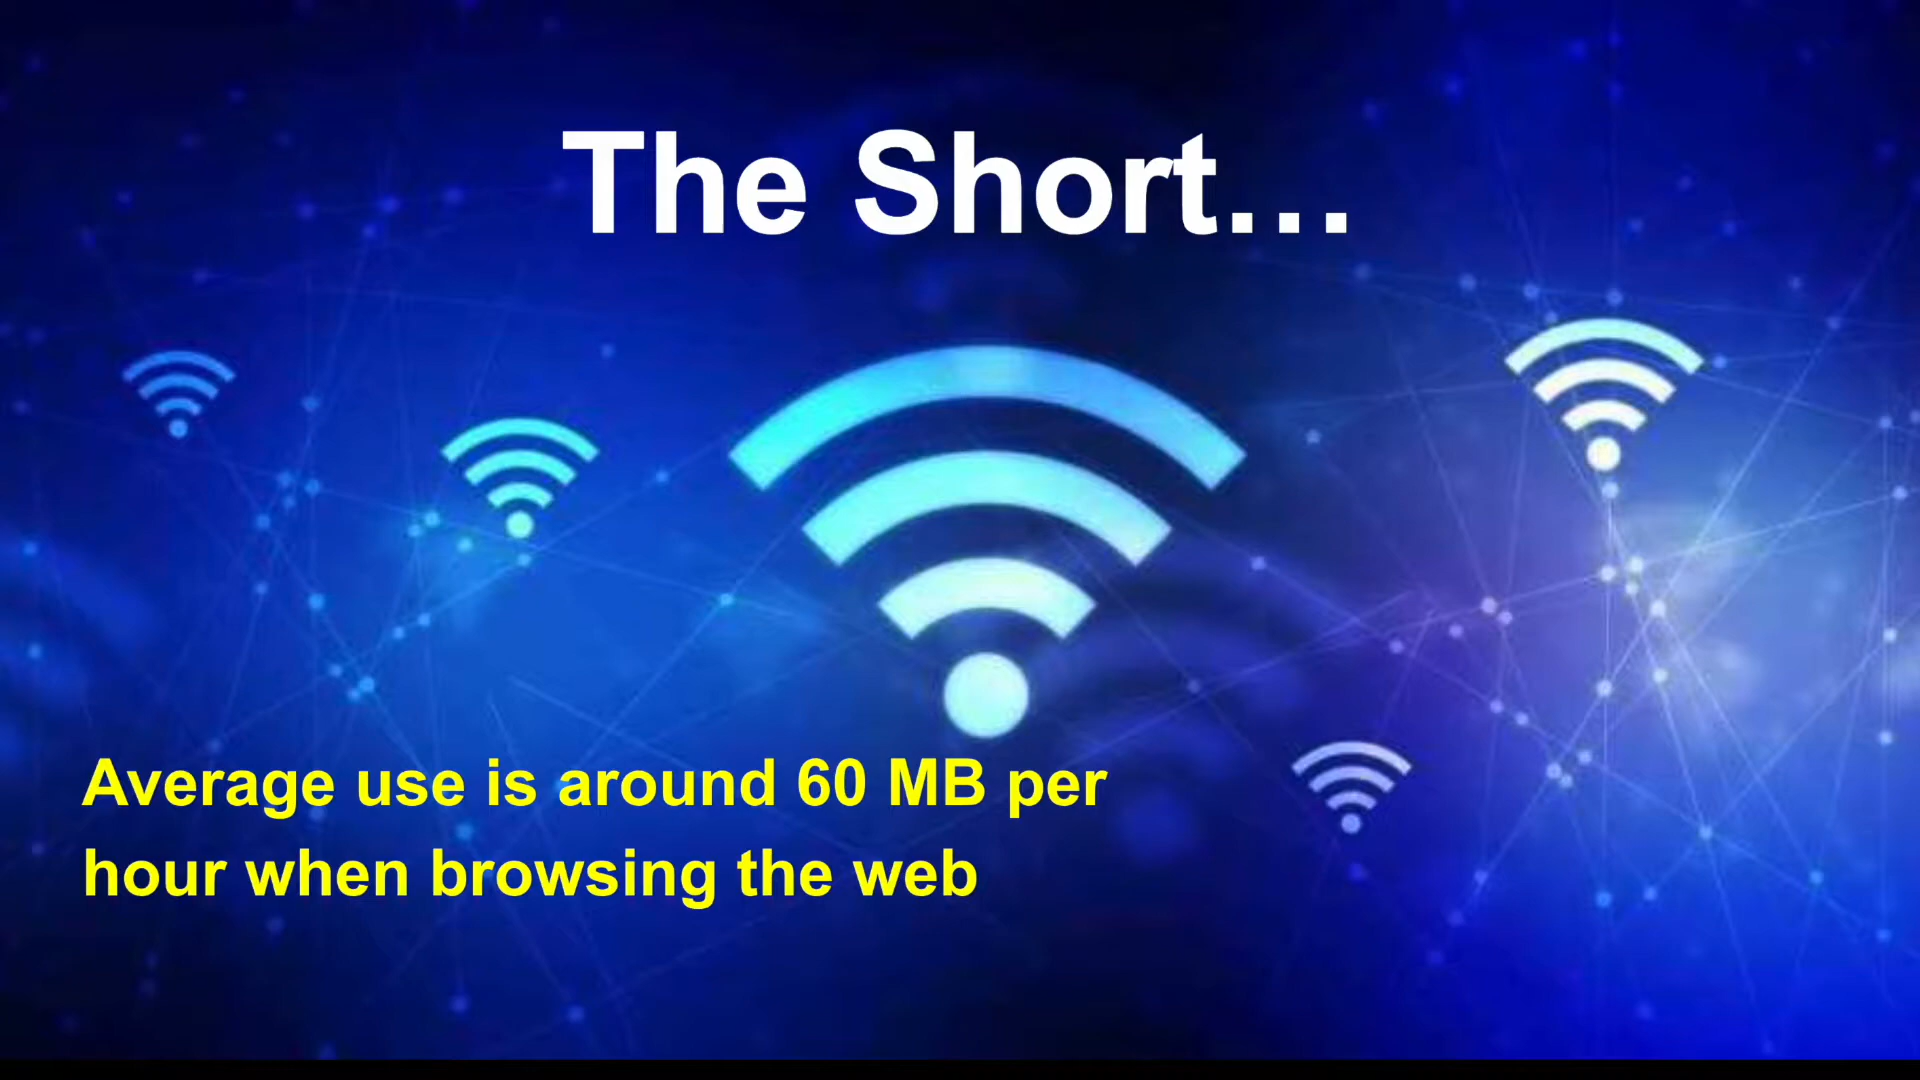 The Short…
Average use is around 60 MB per
hour when browsing the web